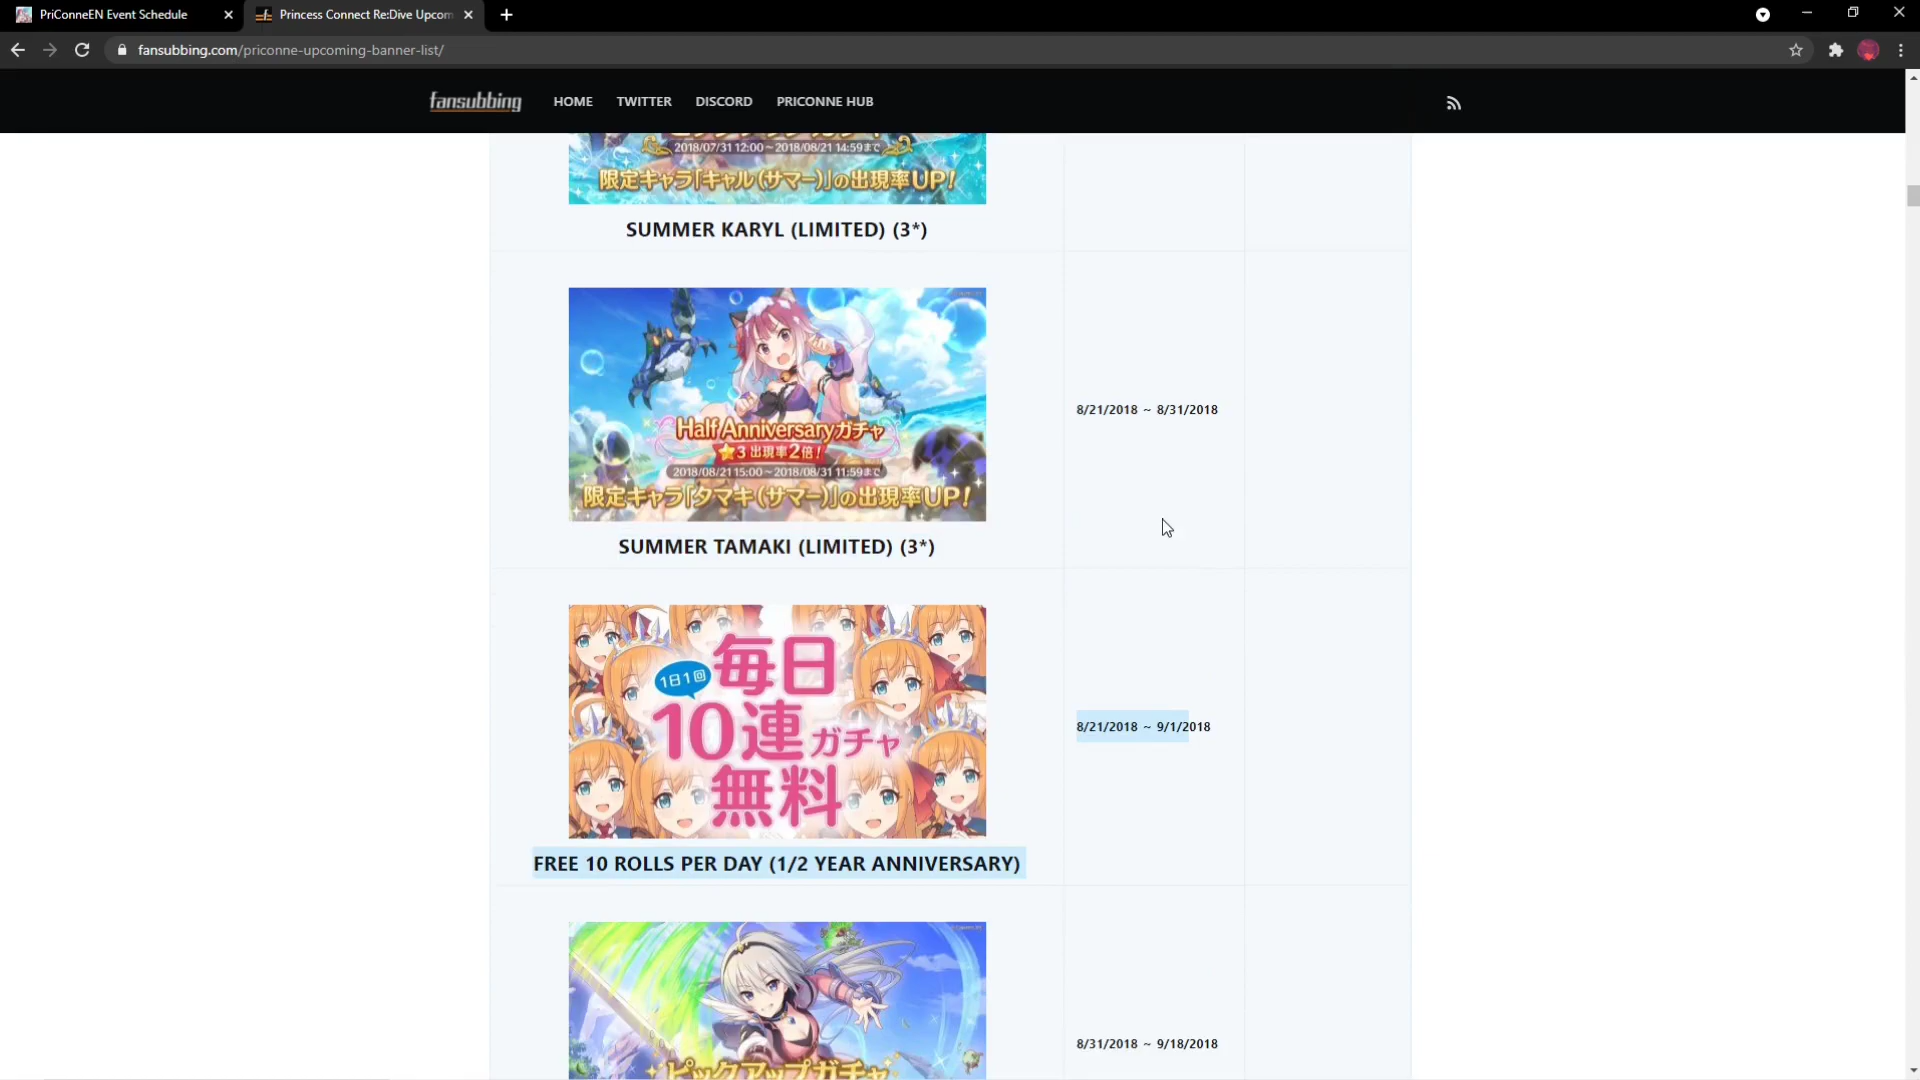 PriConneEN Event Schedule
Princess Connect Re:Dive Upcom
fansubbing.com/priconne-upcoming-banner-list/
fansubbing
HOME
TWITTER
DISCORD
PRICONNE HUB
2018/07/31 12:00～2018/08/21 14:59まで
限定キャラ「キャル(サマー)」の出現率UP!
SUMMER KARYL (LIMITED) (3*)
Half Anniversaryガチャ
★3 出現率2倍!
2018/08/21 15:00～2018/08/31 11:59まで
限定キャラ「タマキ(サマー)」の出現率UP!
8/21/2018 ~ 8/31/2018
SUMMER TAMAKI (LIMITED) (3*)
1日1回
毎日
10連ガチャ
無料
8/21/2018 ~ 9/1/2018
FREE 10 ROLLS PER DAY (1/2 YEAR ANNIVERSARY)
ピックアップガチャ
8/31/2018 ~ 9/18/2018